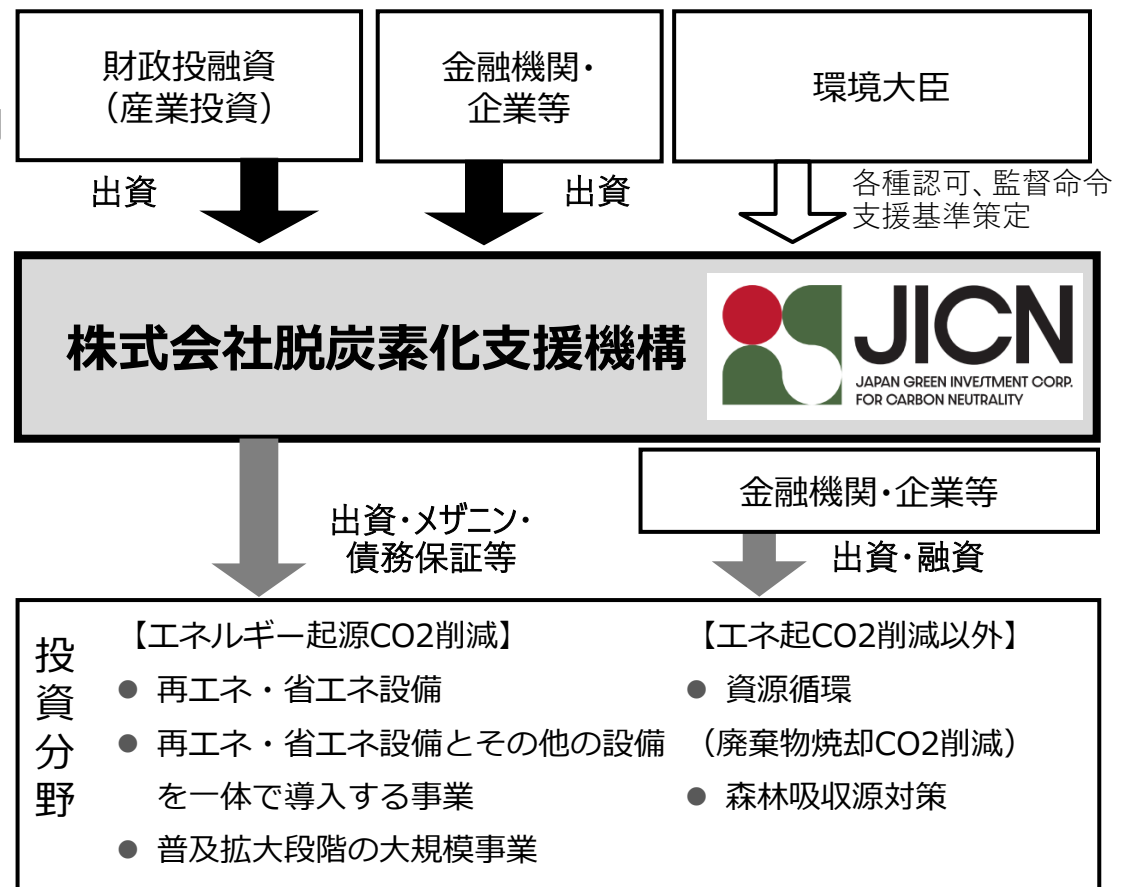 財政投融資
（産業投資）
金融機関・
企業等
環境大臣
出資
出資
各種認可、監督命令
支援基準策定
株式会社脱炭素化支援機構
JICN
JAPAN GREEN INVESTMENT CORP.
FOR CARBON NEUTRALITY
金融機関・企業等
出資・メザニン・
債務保証等
出資・融資
投資分野
【エネルギー起源CO2削減】
● 再エネ・省エネ設備
● 再エネ・省エネ設備とその他の設備
を一体で導入する事業
● 普及拡大段階の大規模事業
【エネ起CO2削減以外】
● 資源循環
（廃棄物焼却CO2削減）
● 森林吸収源対策